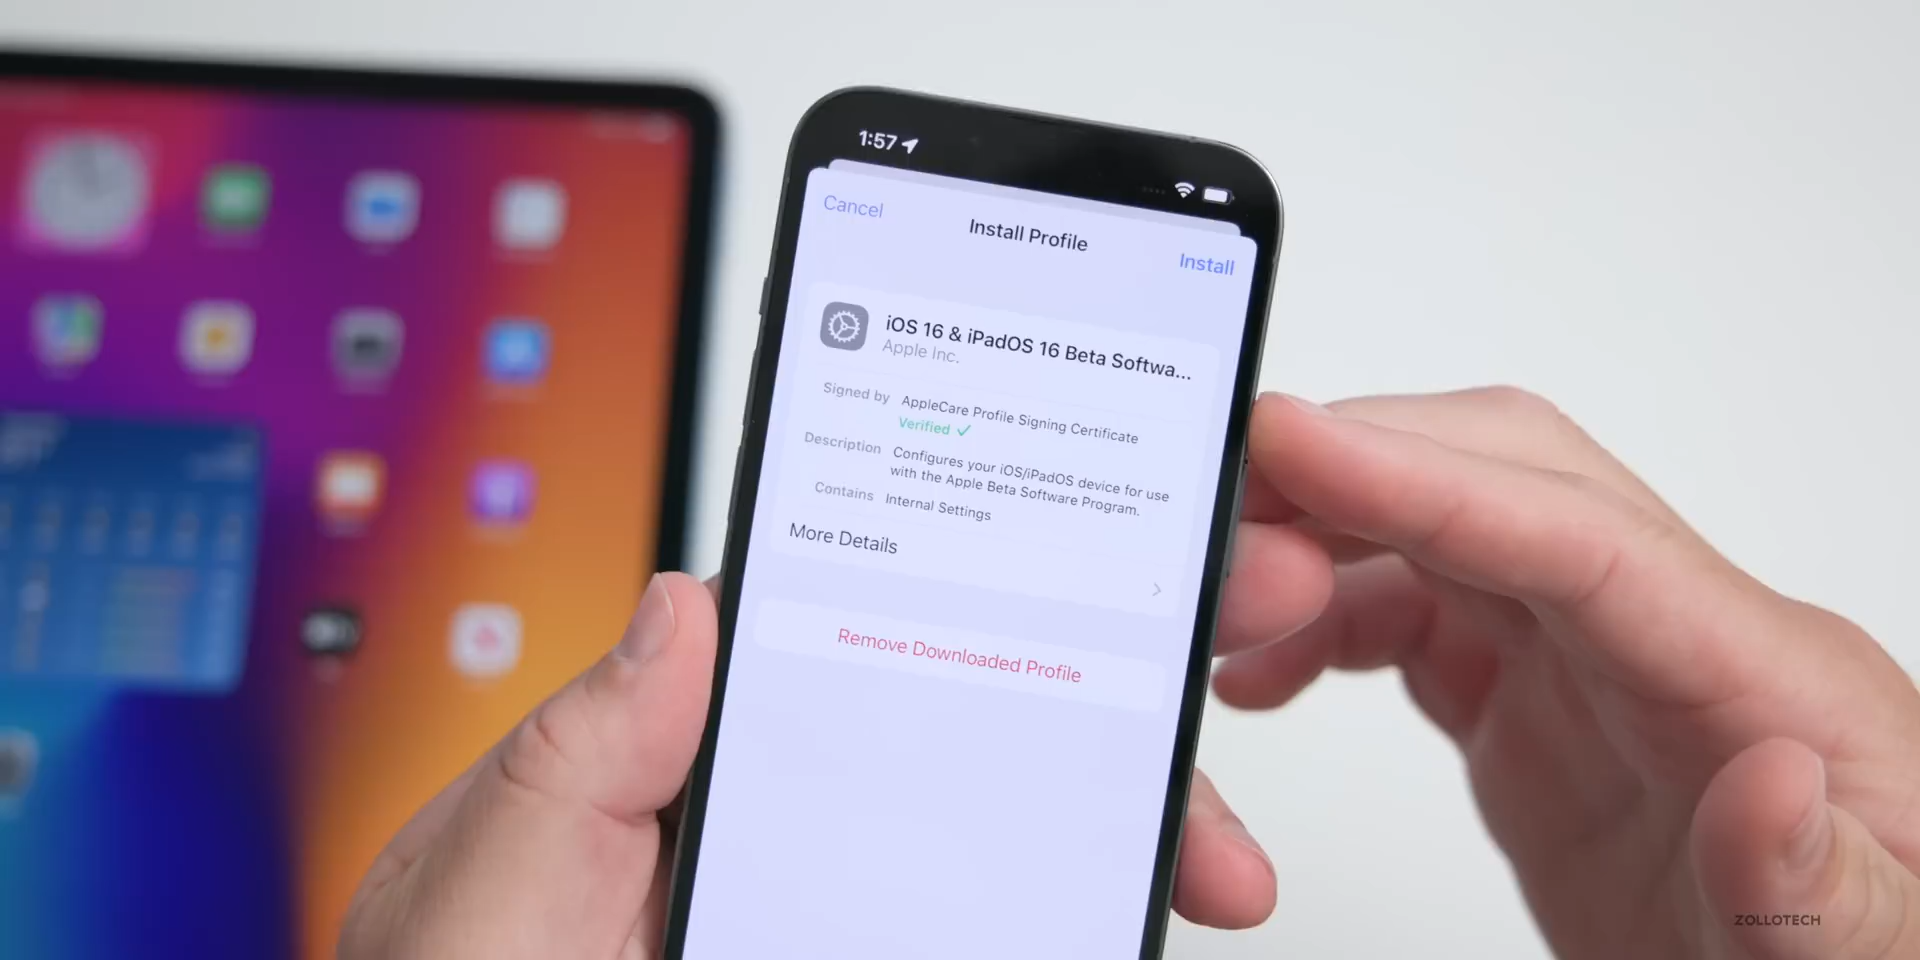 1:57
Cancel
Install Profile
Install
iOS 16 & iPadOS 16 Beta Softwa...
Apple Inc.
Signed by AppleCare Profile Signing Certificate
Verified ✓
Description Configures your iOS/iPadOS device for use
with the Apple Beta Software Program.
Contains Internal Settings
More Details
Remove Downloaded Profile
ZOLLOTECH